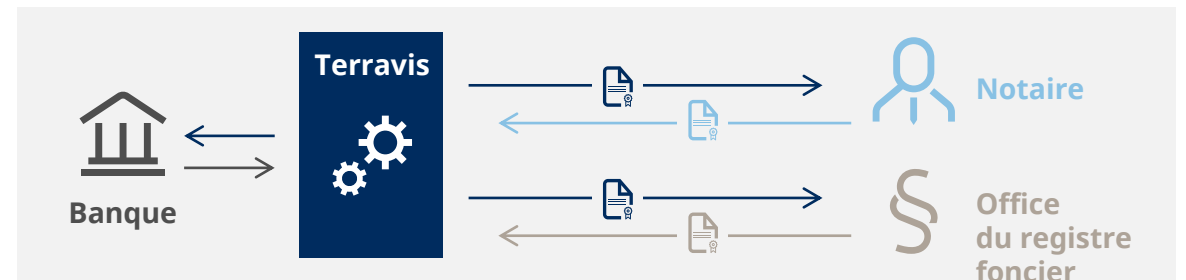 Terravis
Notaire
Banque
Office
du registre
foncier